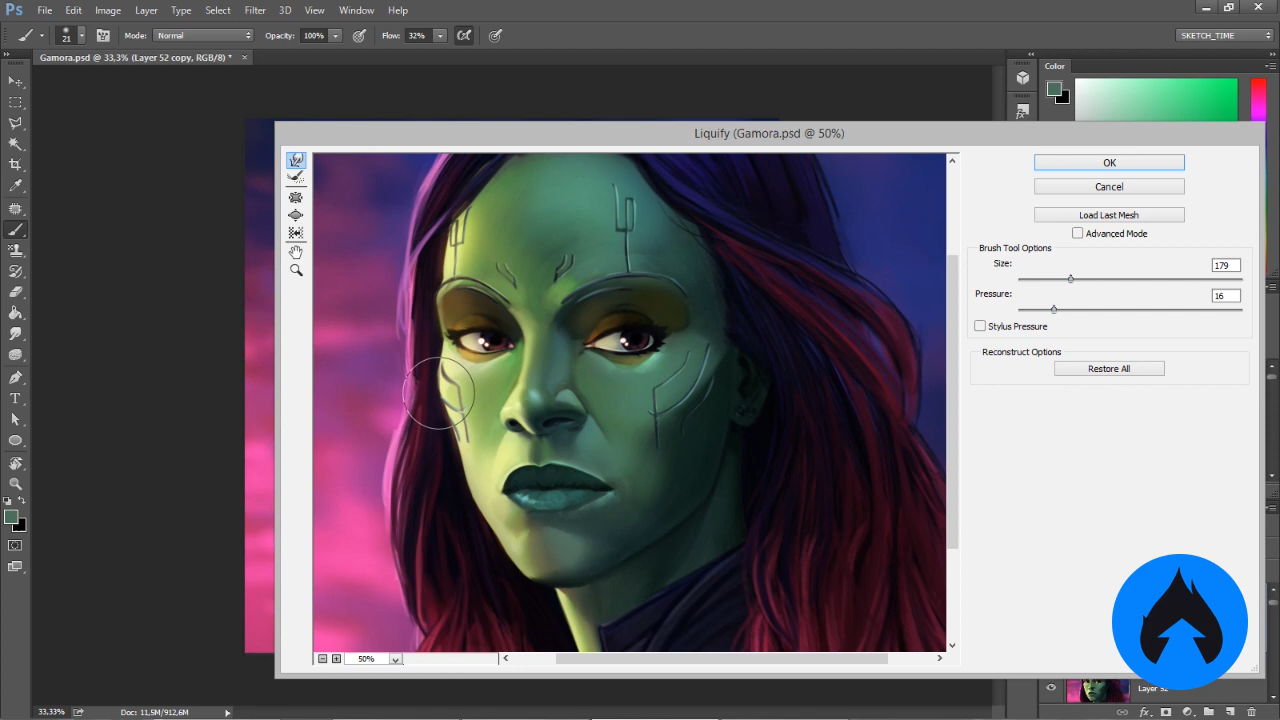 Ps File Edit Image Layer Type Select Filter 3D View Window Help
21 Mode: Normal Opacity: 100% Flow: 32% SKETCH_TIME
Gamora.psd @ 33,3% (Layer 52 copy, RGB/8) *
Color
Liquify (Gamora.psd @ 50%)
OK
Cancel
Load Last Mesh
Advanced Mode
Brush Tool Options
Size: 179
Pressure: 16
Stylus Pressure
Reconstruct Options
Restore All
fx
T
50%
Layer 52
33,33% Doc: 11,5M/912,6M
fx